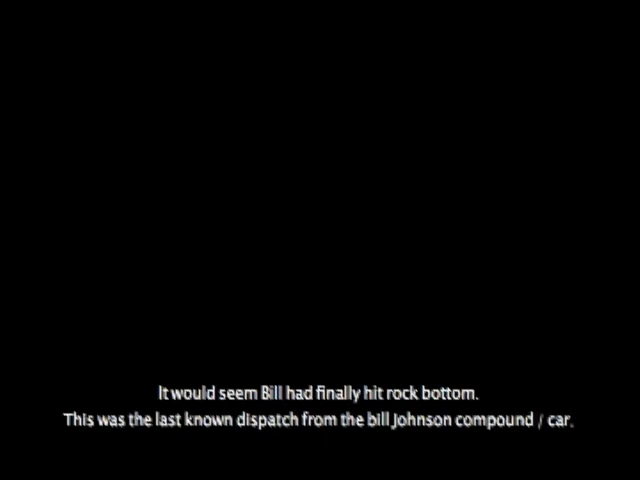 It would seem Bill had finally hit rock bottom.
This was the last known dispatch from the bill Johnson compound / car.